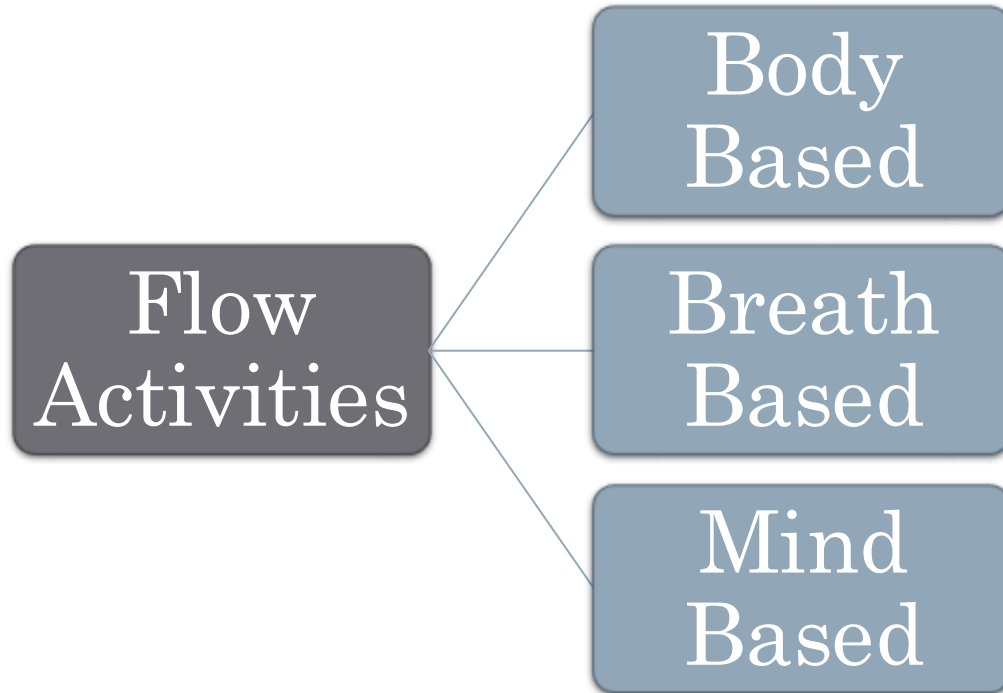 Flow
Activities
Body
Based
Breath
Based
Mind
Based